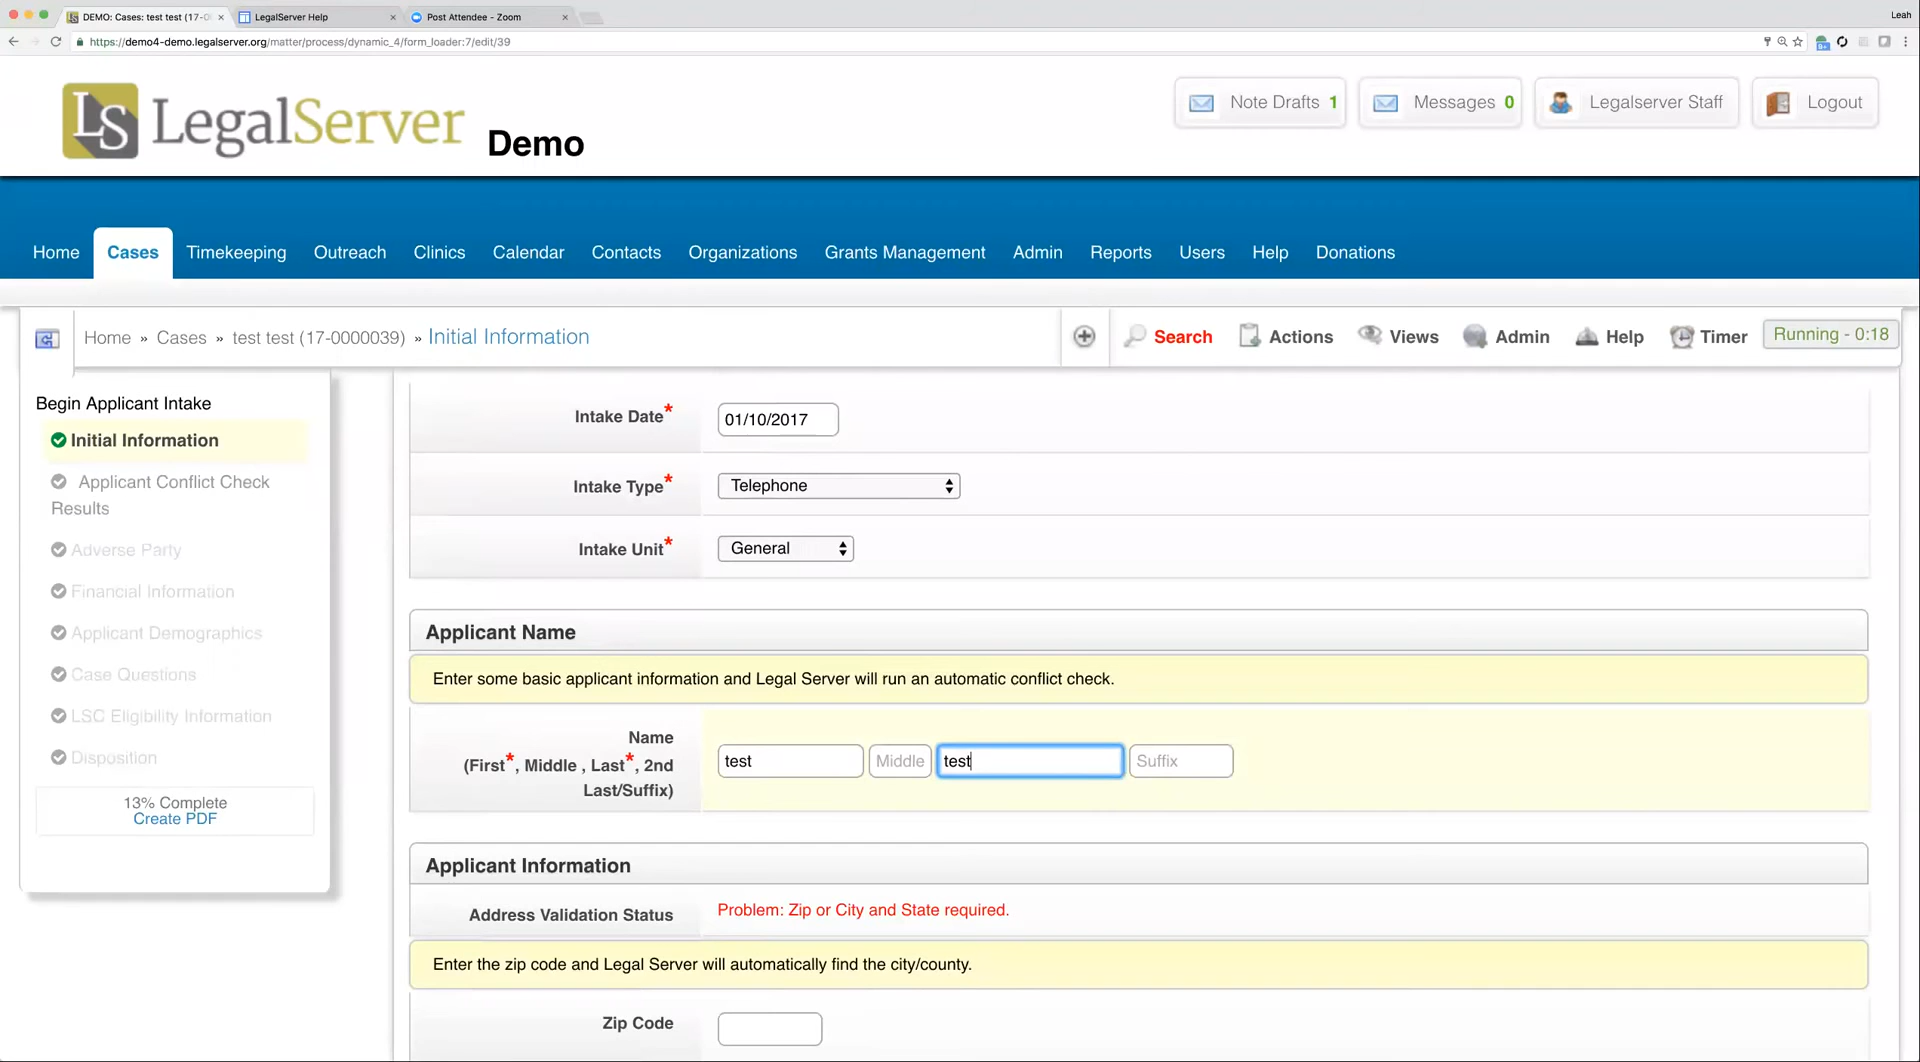 DEMO: Cases: test test (17-0
LegalServer Help
Post Attendee - Zoom
Leah
https://demo4-demo.legalserver.org/matter/process/dynamic_4/form_loader:7/edit/39
LS LegalServer Demo
Note Drafts 1
Messages 0
Legalserver Staff
Logout
Home Cases Timekeeping Outreach Clinics Calendar Contacts Organizations Grants Management Admin Reports Users Help Donations
Home » Cases » test test (17-0000039) » Initial Information
Search Actions Views Admin Help Timer Running - 0:18
Begin Applicant Intake
Initial Information
Applicant Conflict Check
Results
Adverse Party
Financial Information
Applicant Demographics
Case Questions
LSC Eligibility Information
Disposition
13% Complete
Create PDF
Intake Date* 01/10/2017
Intake Type* Telephone
Intake Unit* General
Applicant Name
Enter some basic applicant information and Legal Server will run an automatic conflict check.
Name
(First*, Middle , Last*, 2nd
Last/Suffix)
test Middle test Suffix
Applicant Information
Address Validation Status Problem: Zip or City and State required.
Enter the zip code and Legal Server will automatically find the city/county.
Zip Code